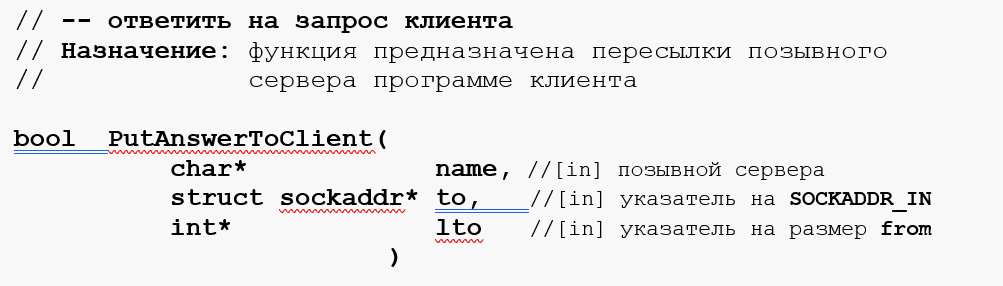 // -- ответить на запрос клиента
// Назначение: функция предназначена пересылки позывного
// сервера программе клиента
bool PutAnswerToClient(
char* name, //[in] позывной сервера
struct sockaddr* to, //[in] указатель на SOCKADDR_IN
int* lto //[in] указатель на размер from
)